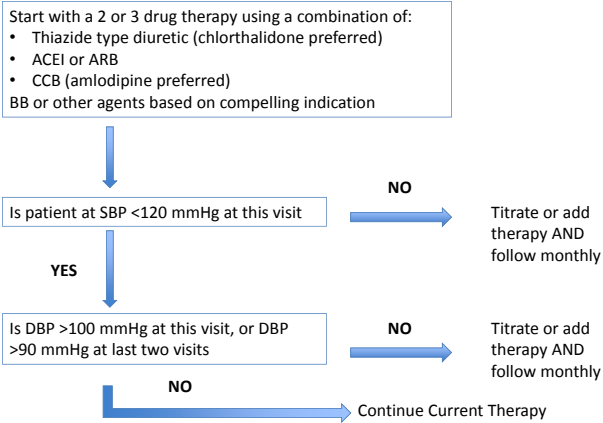 Start with a 2 or 3 drug therapy using a combination of:
• Thiazide type diuretic (chlorthalidone preferred)
• ACEI or ARB
• CCB (amlodipine preferred)
BB or other agents based on compelling indication
NO
Is patient at SBP <120 mmHg at this visit
Titrate or add
therapy AND
follow monthly
YES
Is DBP >100 mmHg at this visit, or DBP
>90 mmHg at last two visits
NO
Titrate or add
therapy AND
follow monthly
NO
Continue Current Therapy